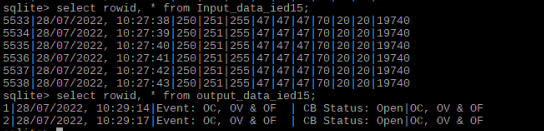 sqlite> select rowid, * from Input_data_ied15;
5533|28/07/2022, 10:27:38|250|251|255|47|47|47|70|20|20|19740
5534|28/07/2022, 10:27:39|250|251|255|47|47|47|70|20|20|19740
5535|28/07/2022, 10:27:40|250|251|255|47|47|47|70|20|20|19740
5536|28/07/2022, 10:27:41|250|251|255|47|47|47|70|20|20|19740
5537|28/07/2022, 10:27:42|250|251|255|47|47|47|70|20|20|19740
5538|28/07/2022, 10:27:43|250|251|255|47|47|47|70|20|20|19740
sqlite> select rowid, * from output_data_ied15;
1|28/07/2022, 10:29:14|Event: OC, OV & OF  | CB Status: Open|OC, OV & OF
2|28/07/2022, 10:29:17|Event: OC, OV & OF  | CB Status: Open|OC, OV & OF